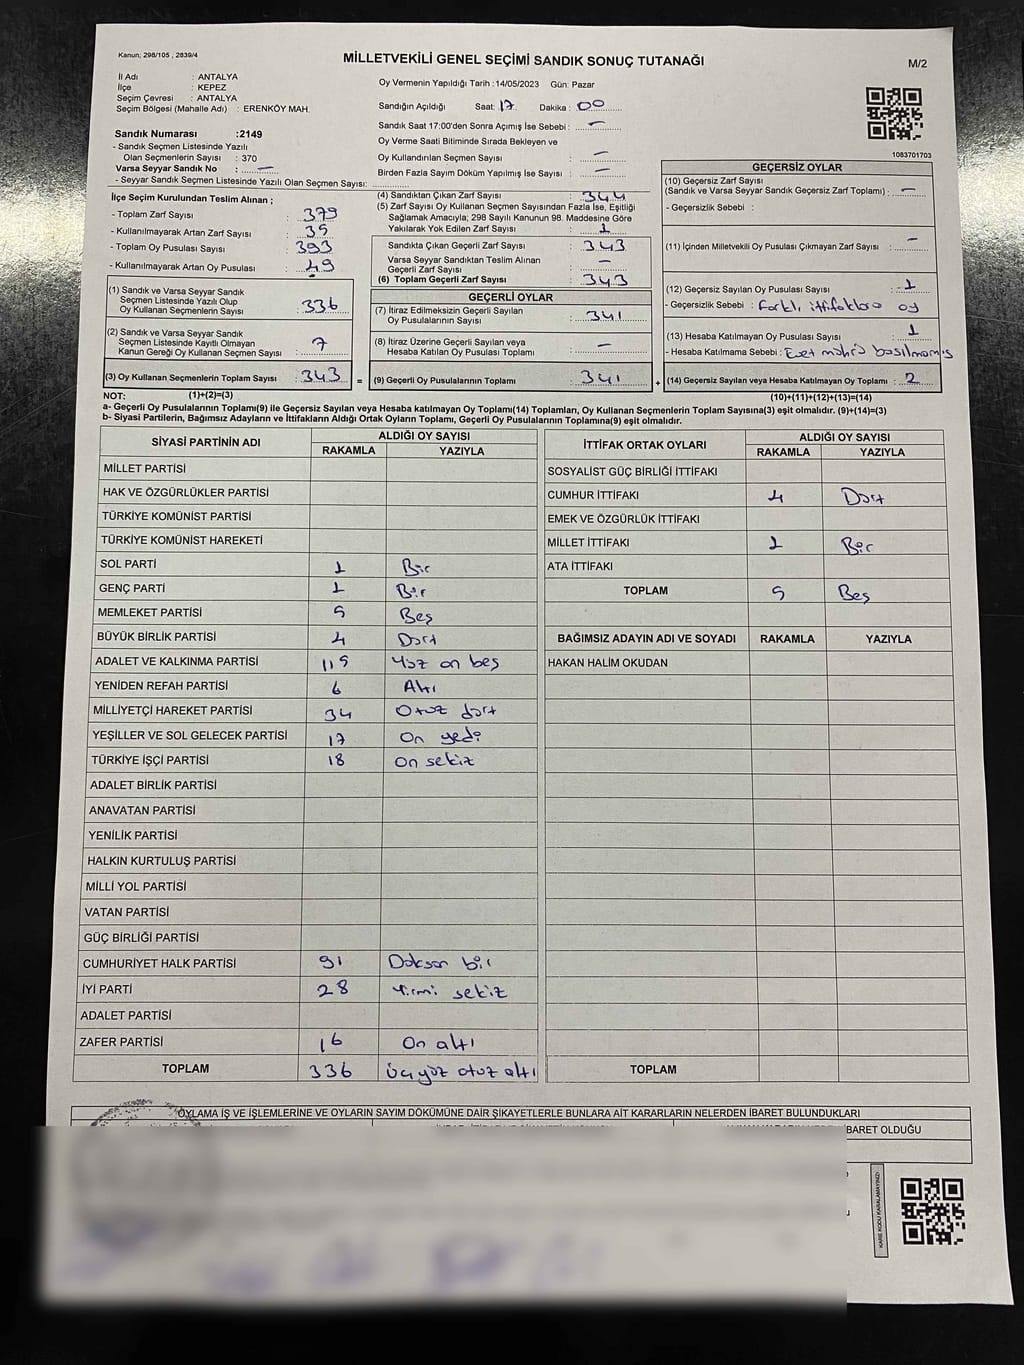 Kanun; 298/105 , 2839/4
MİLLETVEKİLİ GENEL SEÇİMİ SANDIK SONUÇ TUTANAĞI
M/2
İl Adı : ANTALYA
İlçe : KEPEZ
Seçim Çevresi : ANTALYA
Seçim Bölgesi (Mahalle Adı) : ERENKÖY MAH.
Oy Vermenin Yapıldığı Tarih :14/05/2023 Gün: Pazar
Sandığın Açıldığı Saat: 17 Dakika : 00
Sandık Saat 17:00'den Sonra Açımış İse Sebebi : —
Oy Verme Saati Bitiminde Sırada Bekleyen ve
Oy Kullandırılan Seçmen Sayısı : —
Birden Fazla Sayım Döküm Yapılmış İse Sayısı : —
1083701703
Sandık Numarası :2149
- Sandık Seçmen Listesinde Yazılı
Olan Seçmenlerin Sayısı : 370
Varsa Seyyar Sandık No : —
- Seyyar Sandık Seçmen Listesinde Yazılı Olan Seçmen Sayısı:
İlçe Seçim Kurulundan Teslim Alınan ;
- Toplam Zarf Sayısı : 379
- Kullanılmayarak Artan Zarf Sayısı : 35
- Toplam Oy Pusulası Sayısı : 393
- Kullanılmayarak Artan Oy Pusulası : 49
(1) Sandık ve Varsa Seyyar Sandık
Seçmen Listesinde Yazılı Olup
Oy Kullanan Seçmen Sayısı : 336
(2) Sandık ve Varsa Seyyar Sandık
Seçmen Listesinde Kayıtlı Olmayan
Kanun Gereği Oy Kullanan Seçmen Sayısı : 7
(3) Oy Kullanan Seçmenlerin Toplam Sayısı : 343 =
(4) Sandıktan Çıkan Zarf Sayısı : 344
(5) Zarf Sayısı Oy Kullanan Seçmen Sayısından Fazla İse, Eşitliği
Sağlamak Amacıyla; 298 Sayılı Kanunun 98. Maddesine Göre
Yakılarak Yok Edilen Zarf Sayısı : 1
Sandıkta Çıkan Geçerli Zarf Sayısı : 343
Varsa Seyyar Sandıktan Teslim Alınan
Geçerli Zarf Sayısı : —
(6) Toplam Geçerli Zarf Sayısı : 343
GEÇERLİ OYLAR
(7) İtiraz Edilmeksizin Geçerli Sayılan
Oy Pusulalarının Sayısı : 341
(8) İtiraz Üzerine Geçerli Sayılan veya
Hesaba Katılan Oy Pusulası Toplamı : —
(9) Geçerli Oy Pusulalarının Toplamı : 341 +
GEÇERSİZ OYLAR
(10) Geçersiz Zarf Sayısı
(Sandık ve Varsa Seyyar Sandık Geçersiz Zarf Toplamı) : —
- Geçersizlik Sebebi :
(11) İçinden Milletvekili Oy Pusulası Çıkmayan Zarf Sayısı : —
(12) Geçersiz Sayılan Oy Pusulası Sayısı : 1
- Geçersizlik Sebebi : Farklı ittifaklara oy
(13) Hesaba Katılmayan Oy Pusulası Sayısı : 1
- Hesaba Katılmama Sebebi : Evet mührü basılmamış
(14) Geçersiz Sayılan veya Hesaba Katılmayan Oy Toplamı : 2
NOT: (1)+(2)=(3) (10)+(11)+(12)+(13)=(14)
a- Geçerli Oy Pusulalarının Toplamı(9) ile Geçersiz Sayılan veya Hesaba katılmayan Oy Toplamı(14) Toplamları, Oy Kullanan Seçmenlerin Toplam Sayısına(3) eşit olmalıdır. (9)+(14)=(3)
b- Siyasi Partilerin, Bağımsız Adayların ve İttifakların Aldığı Ortak Oyların Toplamı, Geçerli Oy Pusulalarının Toplamına(9) eşit olmalıdır.
SİYASİ PARTİNİN ADI ALDIĞI OY SAYISI
RAKAMLA YAZIYLA
MİLLET PARTİSİ
HAK VE ÖZGÜRLÜKLER PARTİSİ
TÜRKİYE KOMÜNİST PARTİSİ
TÜRKİYE KOMÜNİST HAREKETİ
SOL PARTİ 1 Bir
GENÇ PARTİ 1 Bir
MEMLEKET PARTİSİ 5 Beş
BÜYÜK BİRLİK PARTİSİ 4 Dört
ADALET VE KALKINMA PARTİSİ 115 Yüz on beş
YENİDEN REFAH PARTİSİ 6 Altı
MİLLİYETÇİ HAREKET PARTİSİ 34 Otuz dört
YEŞİLLER VE SOL GELECEK PARTİSİ 17 On yedi
TÜRKİYE İŞÇİ PARTİSİ 18 On sekiz
ADALET BİRLİK PARTİSİ
ANAVATAN PARTİSİ
YENİLİK PARTİSİ
HALKIN KURTULUŞ PARTİSİ
MİLLİ YOL PARTİSİ
VATAN PARTİSİ
GÜÇ BİRLİĞİ PARTİSİ
CUMHURİYET HALK PARTİSİ 91 Doksan bir
İYİ PARTİ 28 Yirmi sekiz
ADALET PARTİSİ
ZAFER PARTİSİ 16 On altı
TOPLAM 336 Üçyüz otuz altı
İTTİFAK ORTAK OYLARI ALDIĞI OY SAYISI
RAKAMLA YAZIYLA
SOSYALİST GÜÇ BİRLİĞİ İTTİFAKI
CUMHUR İTTİFAKI 4 Dört
EMEK VE ÖZGÜRLÜK İTTİFAKI
MİLLET İTTİFAKI 1 Bir
ATA İTTİFAKI
TOPLAM 5 Beş
BAĞIMSIZ ADAYIN ADI VE SOYADI RAKAMLA YAZIYLA
HAKAN HALİM OKUDAN
TOPLAM
OYLAMA İŞ VE İŞLEMLERİNE VE OYLARIN SAYIM DÖKÜMÜNE DAİR ŞİKAYETLERLE BUNLARA AİT KARARLARIN NELERDEN İBARET BULUNDUKLARI
BARET OLDUĞU
KARE KODU KARALAMAYINIZ!